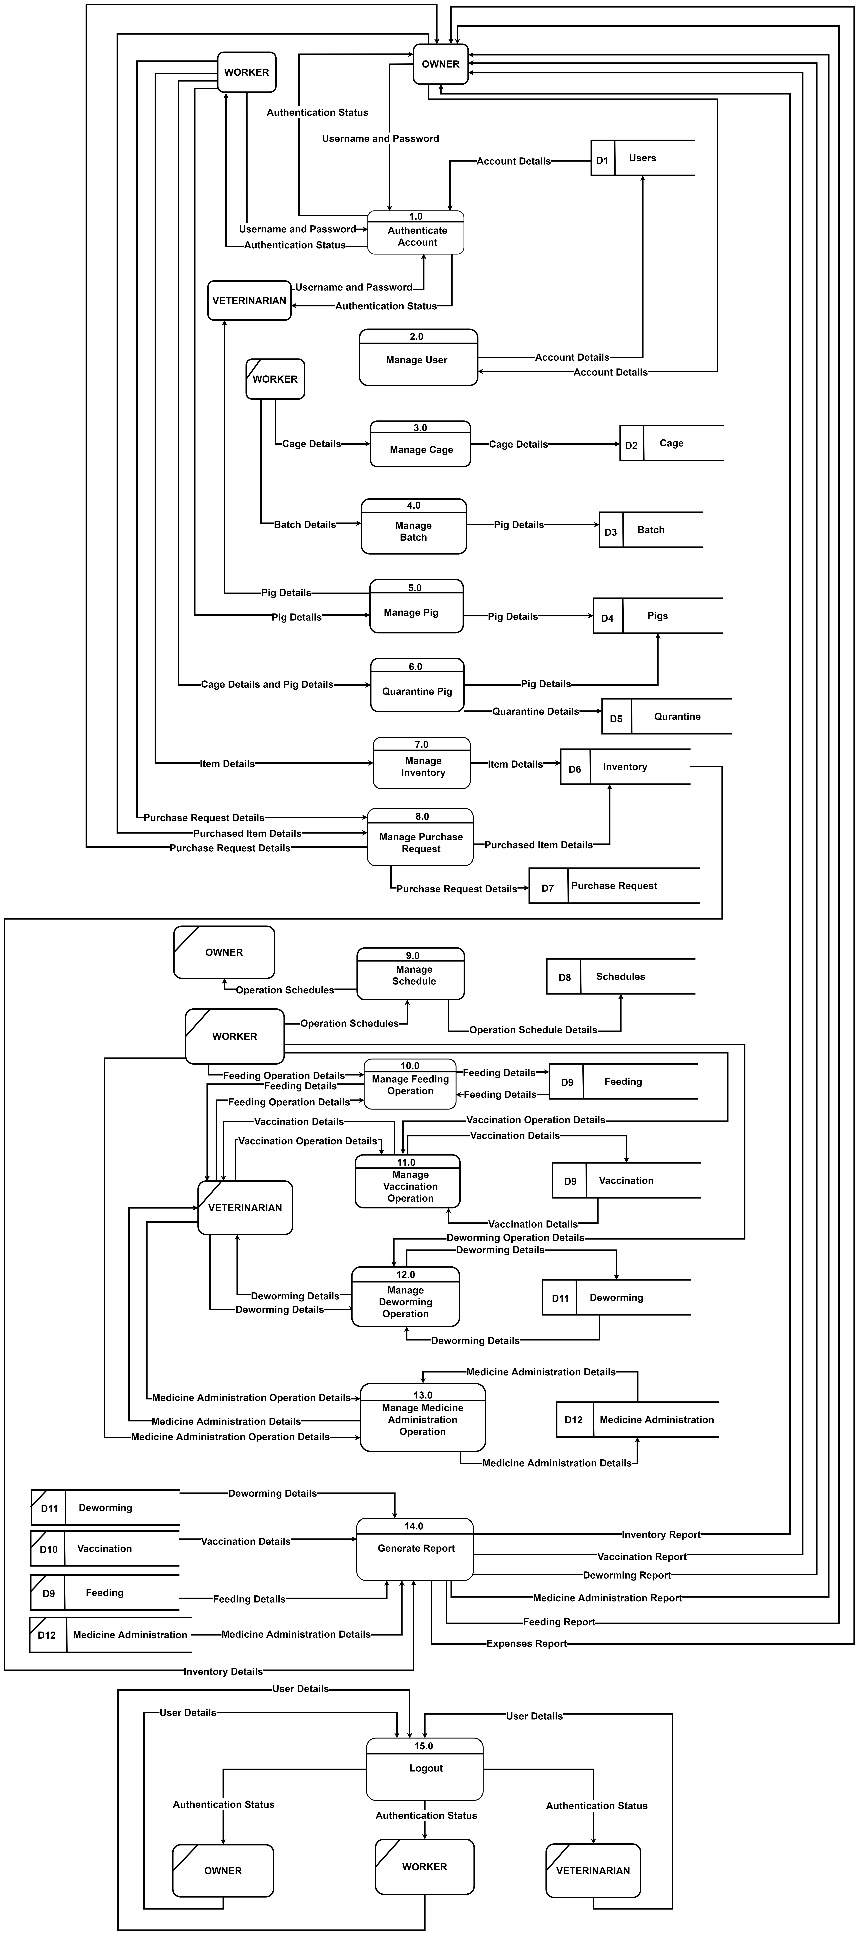 OWNER
WORKER
Authentication Status
Username and Password
Account Details
D1
Users
1.0
Authenticate
Account
Username and Password
Authentication Status
Username and Password
VETERINARIAN
Authentication Status
2.0
Manage User
Account Details
Account Details
WORKER
3.0
Cage Details
Manage Cage
Cage Details
D2
Cage
4.0
Batch Details
Manage
Batch
Pig Details
D3
Batch
5.0
Pig Details
Pig Details
Manage Pig
Pig Details
D4
Pigs
6.0
Cage Details and Pig Details
Quarantine Pig
Pig Details
Quarantine Details
D5
Qurantine
7.0
Item Details
Manage
Inventory
Item Details
D6
Inventory
8.0
Purchase Request Details
Purchased Item Details
Purchase Request Details
Manage Purchase
Request
Purchased Item Details
Purchase Request Details
D7
Purchase Request
OWNER
9.0
Manage
Schedule
Operation Schedules
D8
Schedules
Operation Schedules
Operation Schedule Details
WORKER
10.0
Manage Feeding
Operation
Feeding Operation Details
Feeding Details
Feeding Operation Details
Feeding Details
Feeding Details
D9
Feeding
Vaccination Details
Vaccination Operation Details
Vaccination Operation Details
Vaccination Details
11.0
Manage
Vaccination
Operation
D9
Vaccination
VETERINARIAN
Vaccination Details
Deworming Operation Details
Deworming Details
12.0
Manage
Deworming
Operation
Deworming Details
Deworming Details
D11
Deworming
Deworming Details
Medicine Administration Details
13.0
Manage Medicine
Administration
Operation
Medicine Administration Operation Details
Medicine Administration Details
Medicine Administration Operation Details
D12
Medicine Administration
Medicine Administration Details
D11
Deworming
Deworming Details
D10
Vaccination
Vaccination Details
14.0
Generate Report
Inventory Report
Vaccination Report
Deworming Report
D9
Feeding
Feeding Details
Medicine Administration Report
Feeding Report
D12
Medicine Administration
Medicine Administration Details
Expenses Report
Inventory Details
User Details
User Details
User Details
15.0
Logout
Authentication Status
Authentication Status
Authentication Status
OWNER
WORKER
VETERINARIAN